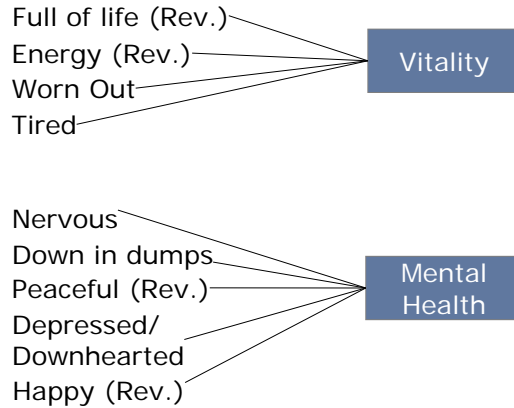 Full of life (Rev.)
Energy (Rev.)
Worn Out
Tired
Vitality
Nervous
Down in dumps
Peaceful (Rev.)
Depressed/
Downhearted
Happy (Rev.)
Mental
Health